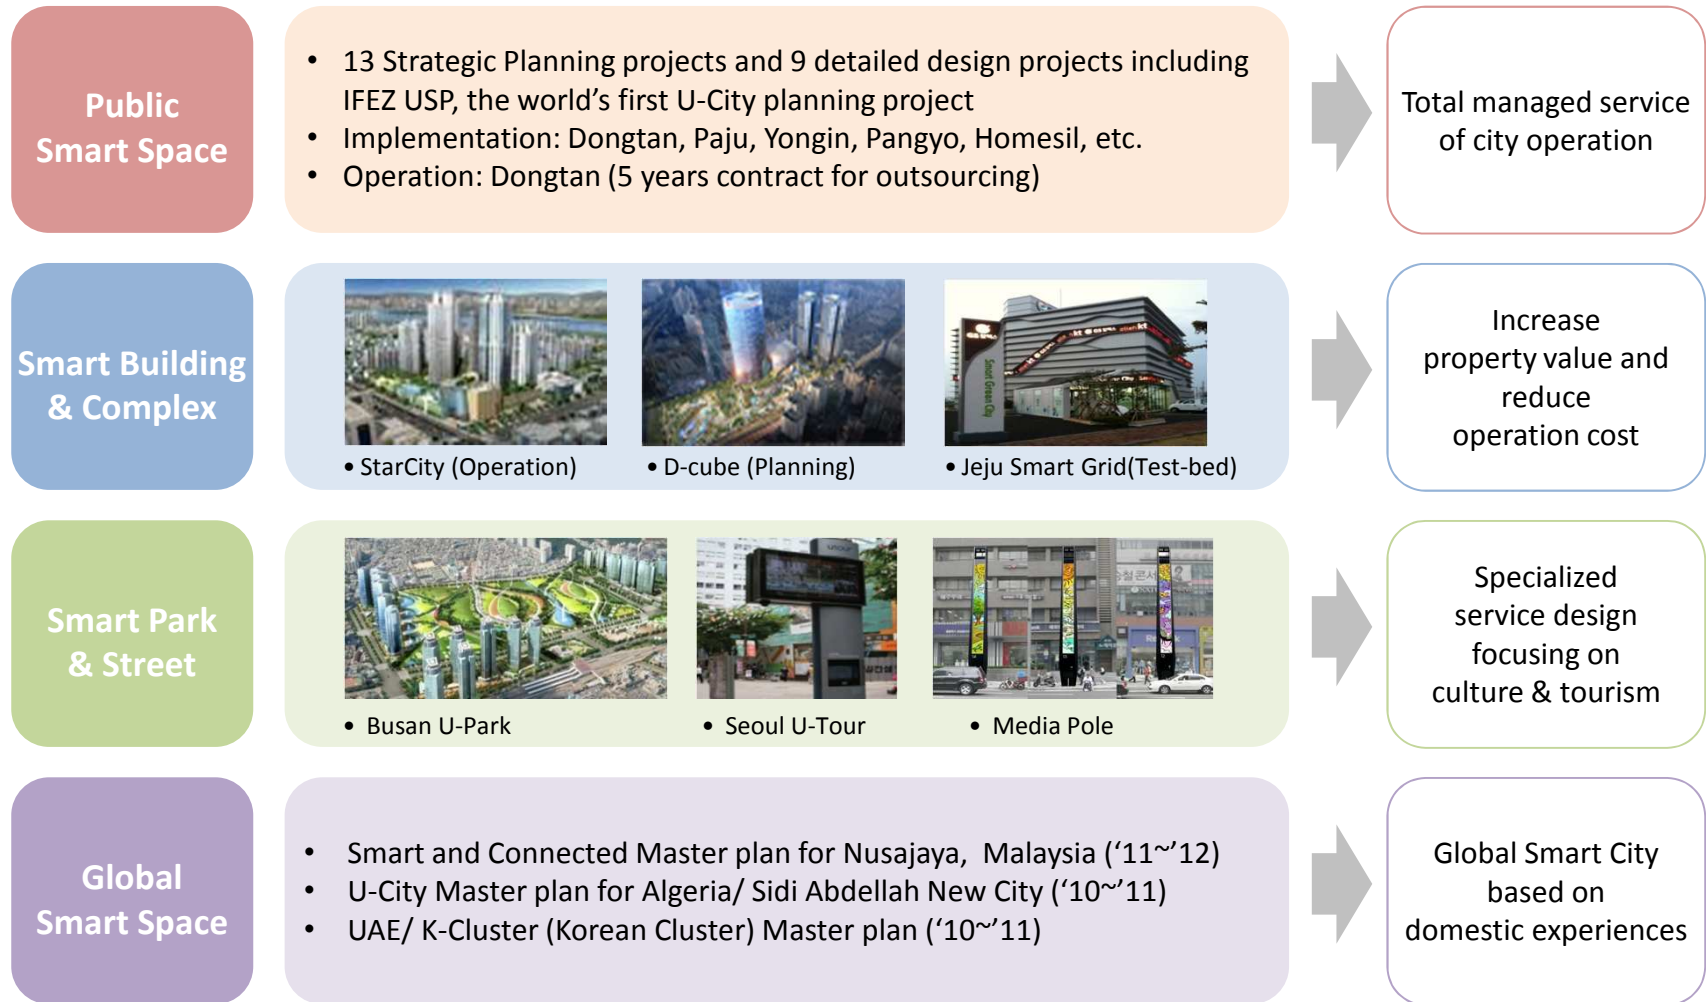 Public
Smart Space
• 13 Strategic Planning projects and 9 detailed design projects including
IFEZ USP, the world’s first U-City planning
project
• Implementation: Dongtan, Paju, Yongin, Pangyo, Homesil, etc.
• Operation: Dongtan (5 years contract for outsourcing)
Total managed service
of city operation
Smart Building
& Complex
Smart Green City
kt
• StarCity (Operation)
• D-cube (Planning)
• Jeju Smart Grid(Test-bed)
Increase
property value and
reduce
operation cost
Smart Park
& Street
• Busan U-Park
• Seoul U-Tour
• Media Pole
Specialized
service design
focusing on
culture & tourism
Global
Smart Space
• Smart and Connected Master plan for Nusajaya,  Malaysia (‘11~’12)
• U-City Master plan for Algeria/ Sidi Abdellah New City (‘10~’11)
• UAE/ K-Cluster (Korean Cluster) Master plan (‘10~’11)
Global Smart City
based on
domestic experiences